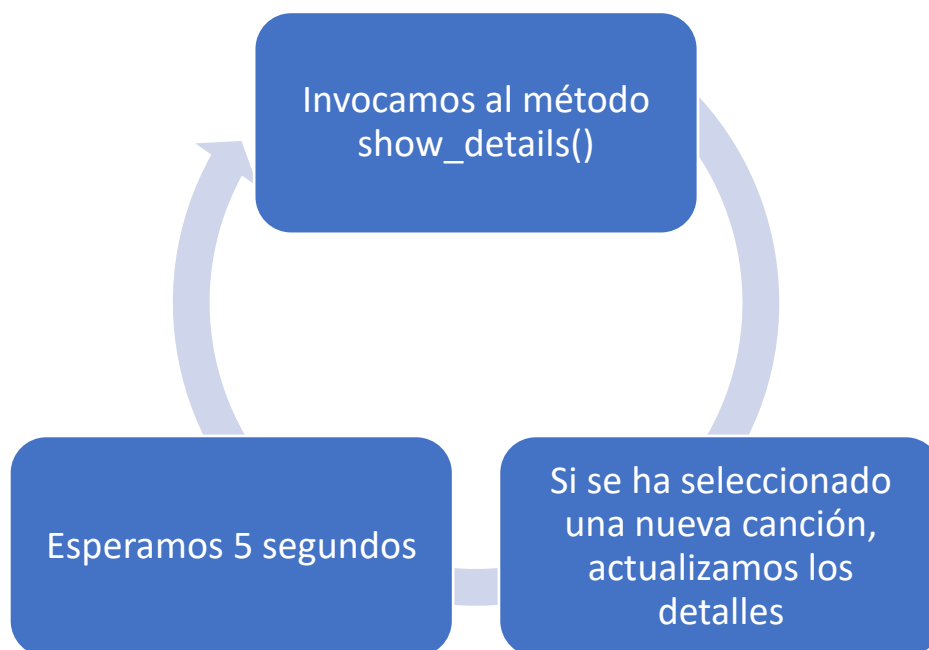 Invocamos al método
show_details()
Si se ha seleccionado
una nueva canción,
actualizamos los
detalles
Esperamos 5 segundos